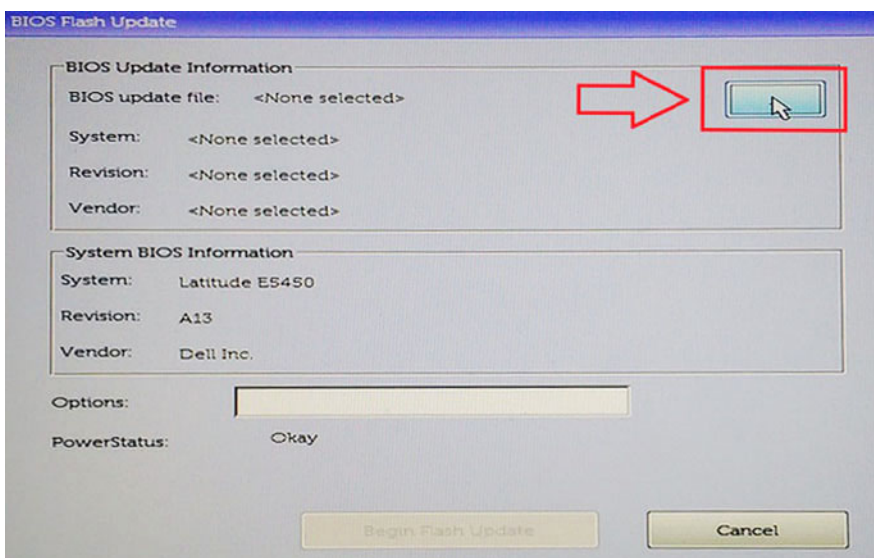 BIOS Flash Update
BIOS Update Information
BIOS update file: <None selected>
System: <None selected>
Revision: <None selected>
Vendor: <None selected>
System BIOS Information
System: Latitude E5450
Revision: A13
Vendor: Dell Inc.
Options:
PowerStatus: Okay
Begin Flash Update
Cancel